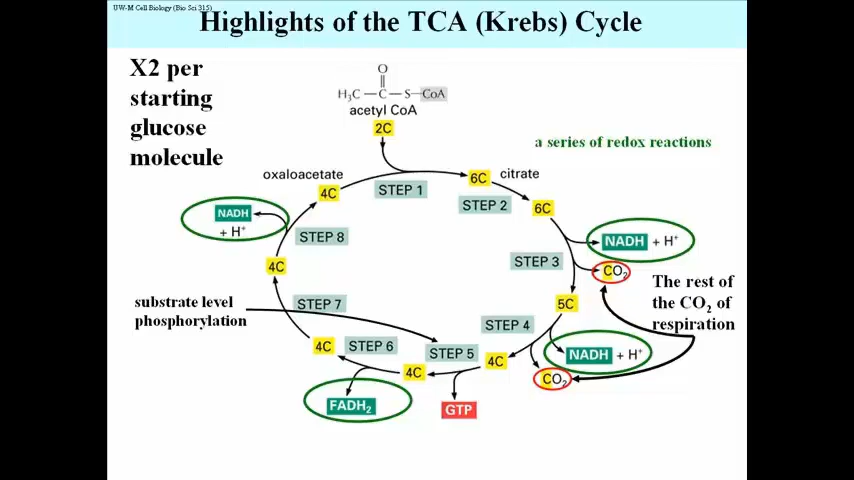 UW-M Cell Biology (Bio Sci 315)
Highlights of the TCA (Krebs) Cycle
X2 per
starting
glucose
molecule
O
H₃C — C — S — CoA
acetyl CoA
2C
a series of redox reactions
oxaloacetate
4C
STEP 1
6C
citrate
STEP 2
6C
NADH
+ H⁺
STEP 8
NADH + H⁺
4C
STEP 3
CO₂
The rest of
the CO₂ of
respiration
substrate level
phosphorylation
STEP 7
5C
STEP 4
4C
STEP 6
STEP 5
4C
NADH + H⁺
4C
CO₂
FADH₂
GTP